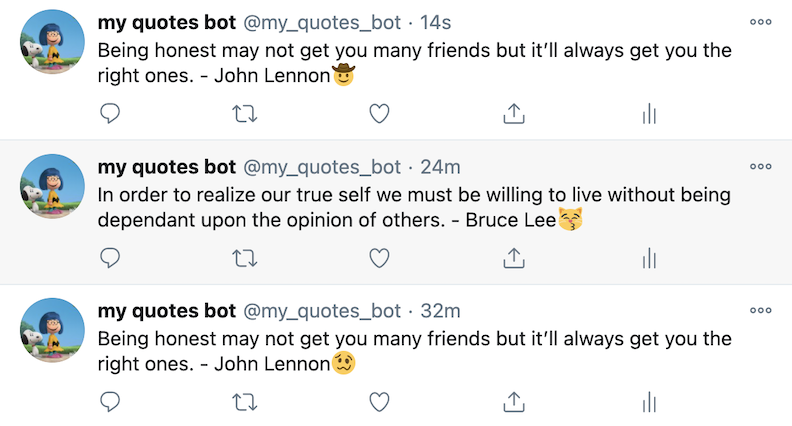 my quotes bot @my_quotes_bot · 14s
Being honest may not get you many friends but it’ll always get you the
right ones. - John Lennon🤠
my quotes bot @my_quotes_bot · 24m
In order to realize our true self we must be willing to live without being
dependant upon the opinion of others. - Bruce Lee😽
my quotes bot @my_quotes_bot · 32m
Being honest may not get you many friends but it’ll always get you the
right ones. - John Lennon🥴